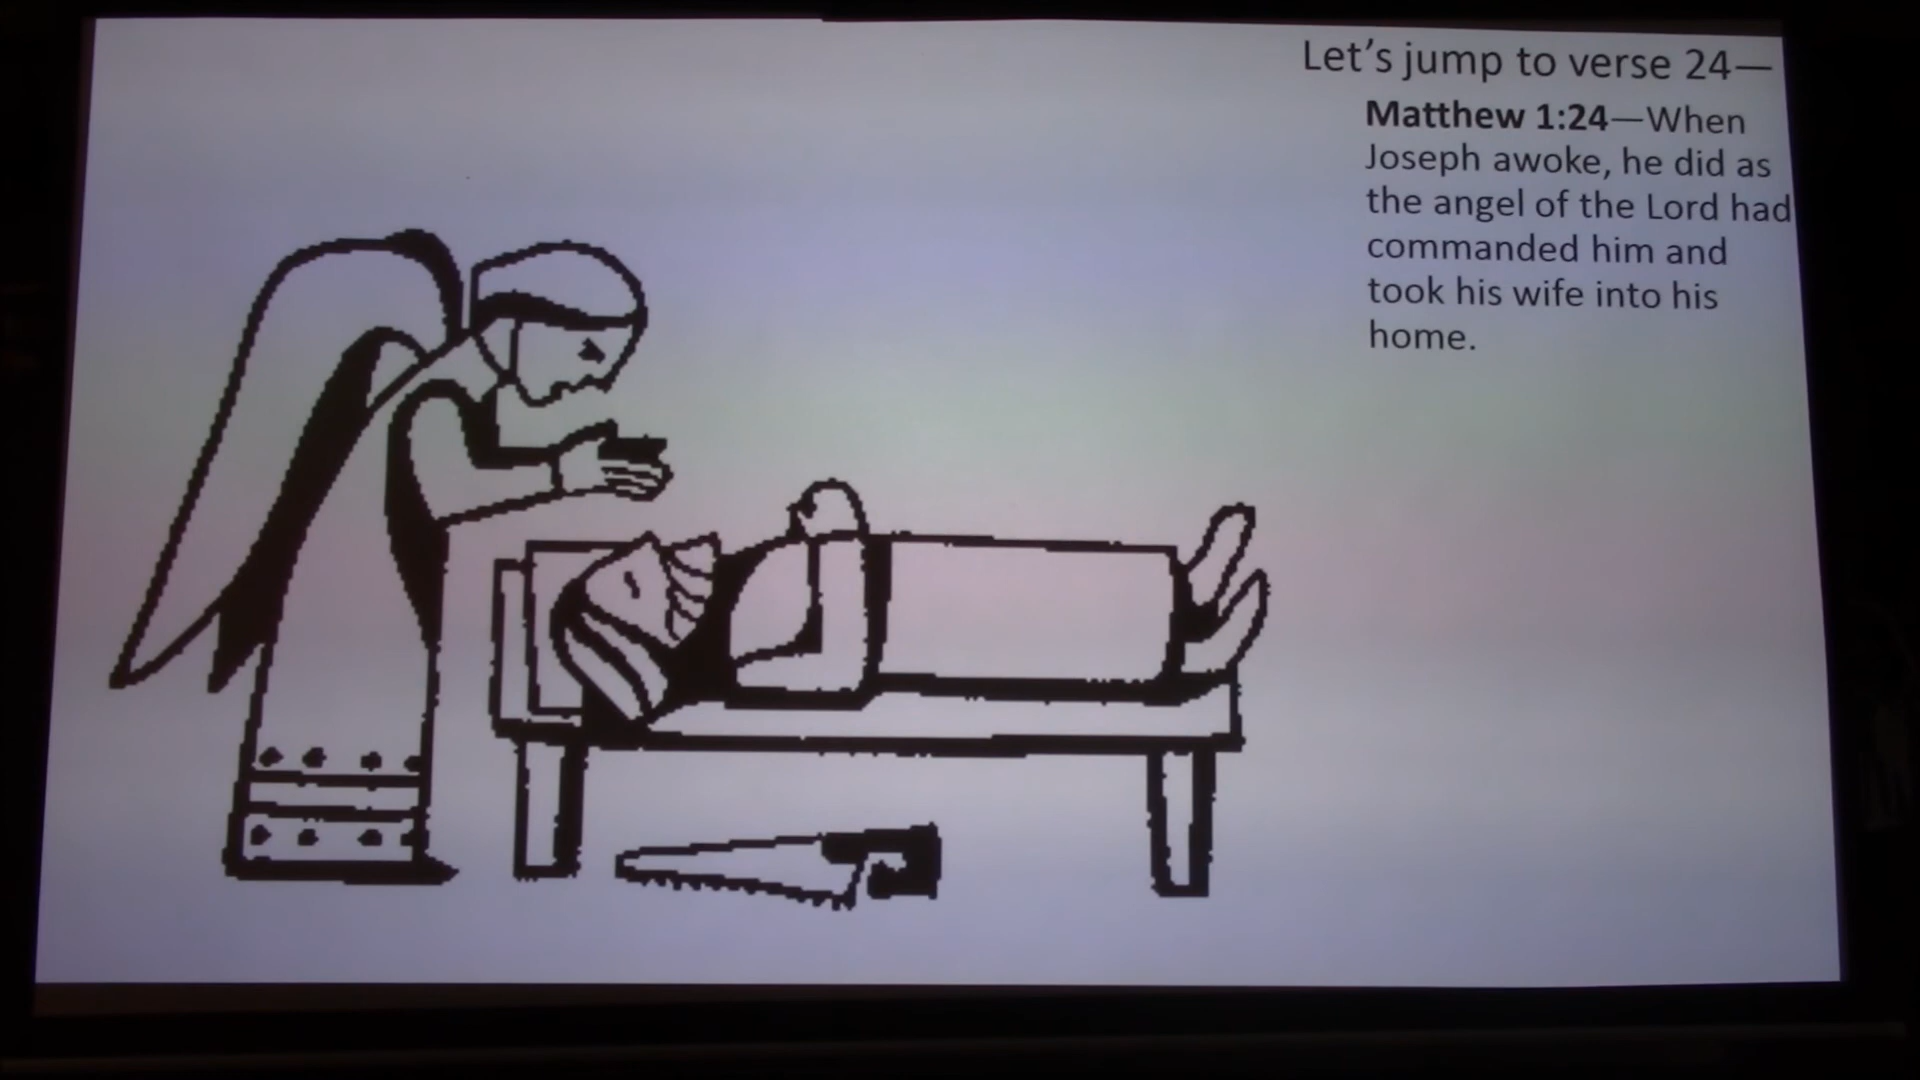 Let's jump to verse 24—
Matthew 1:24—When
Joseph awoke, he did as
the angel of the Lord had
commanded him and
took his wife into his
home.